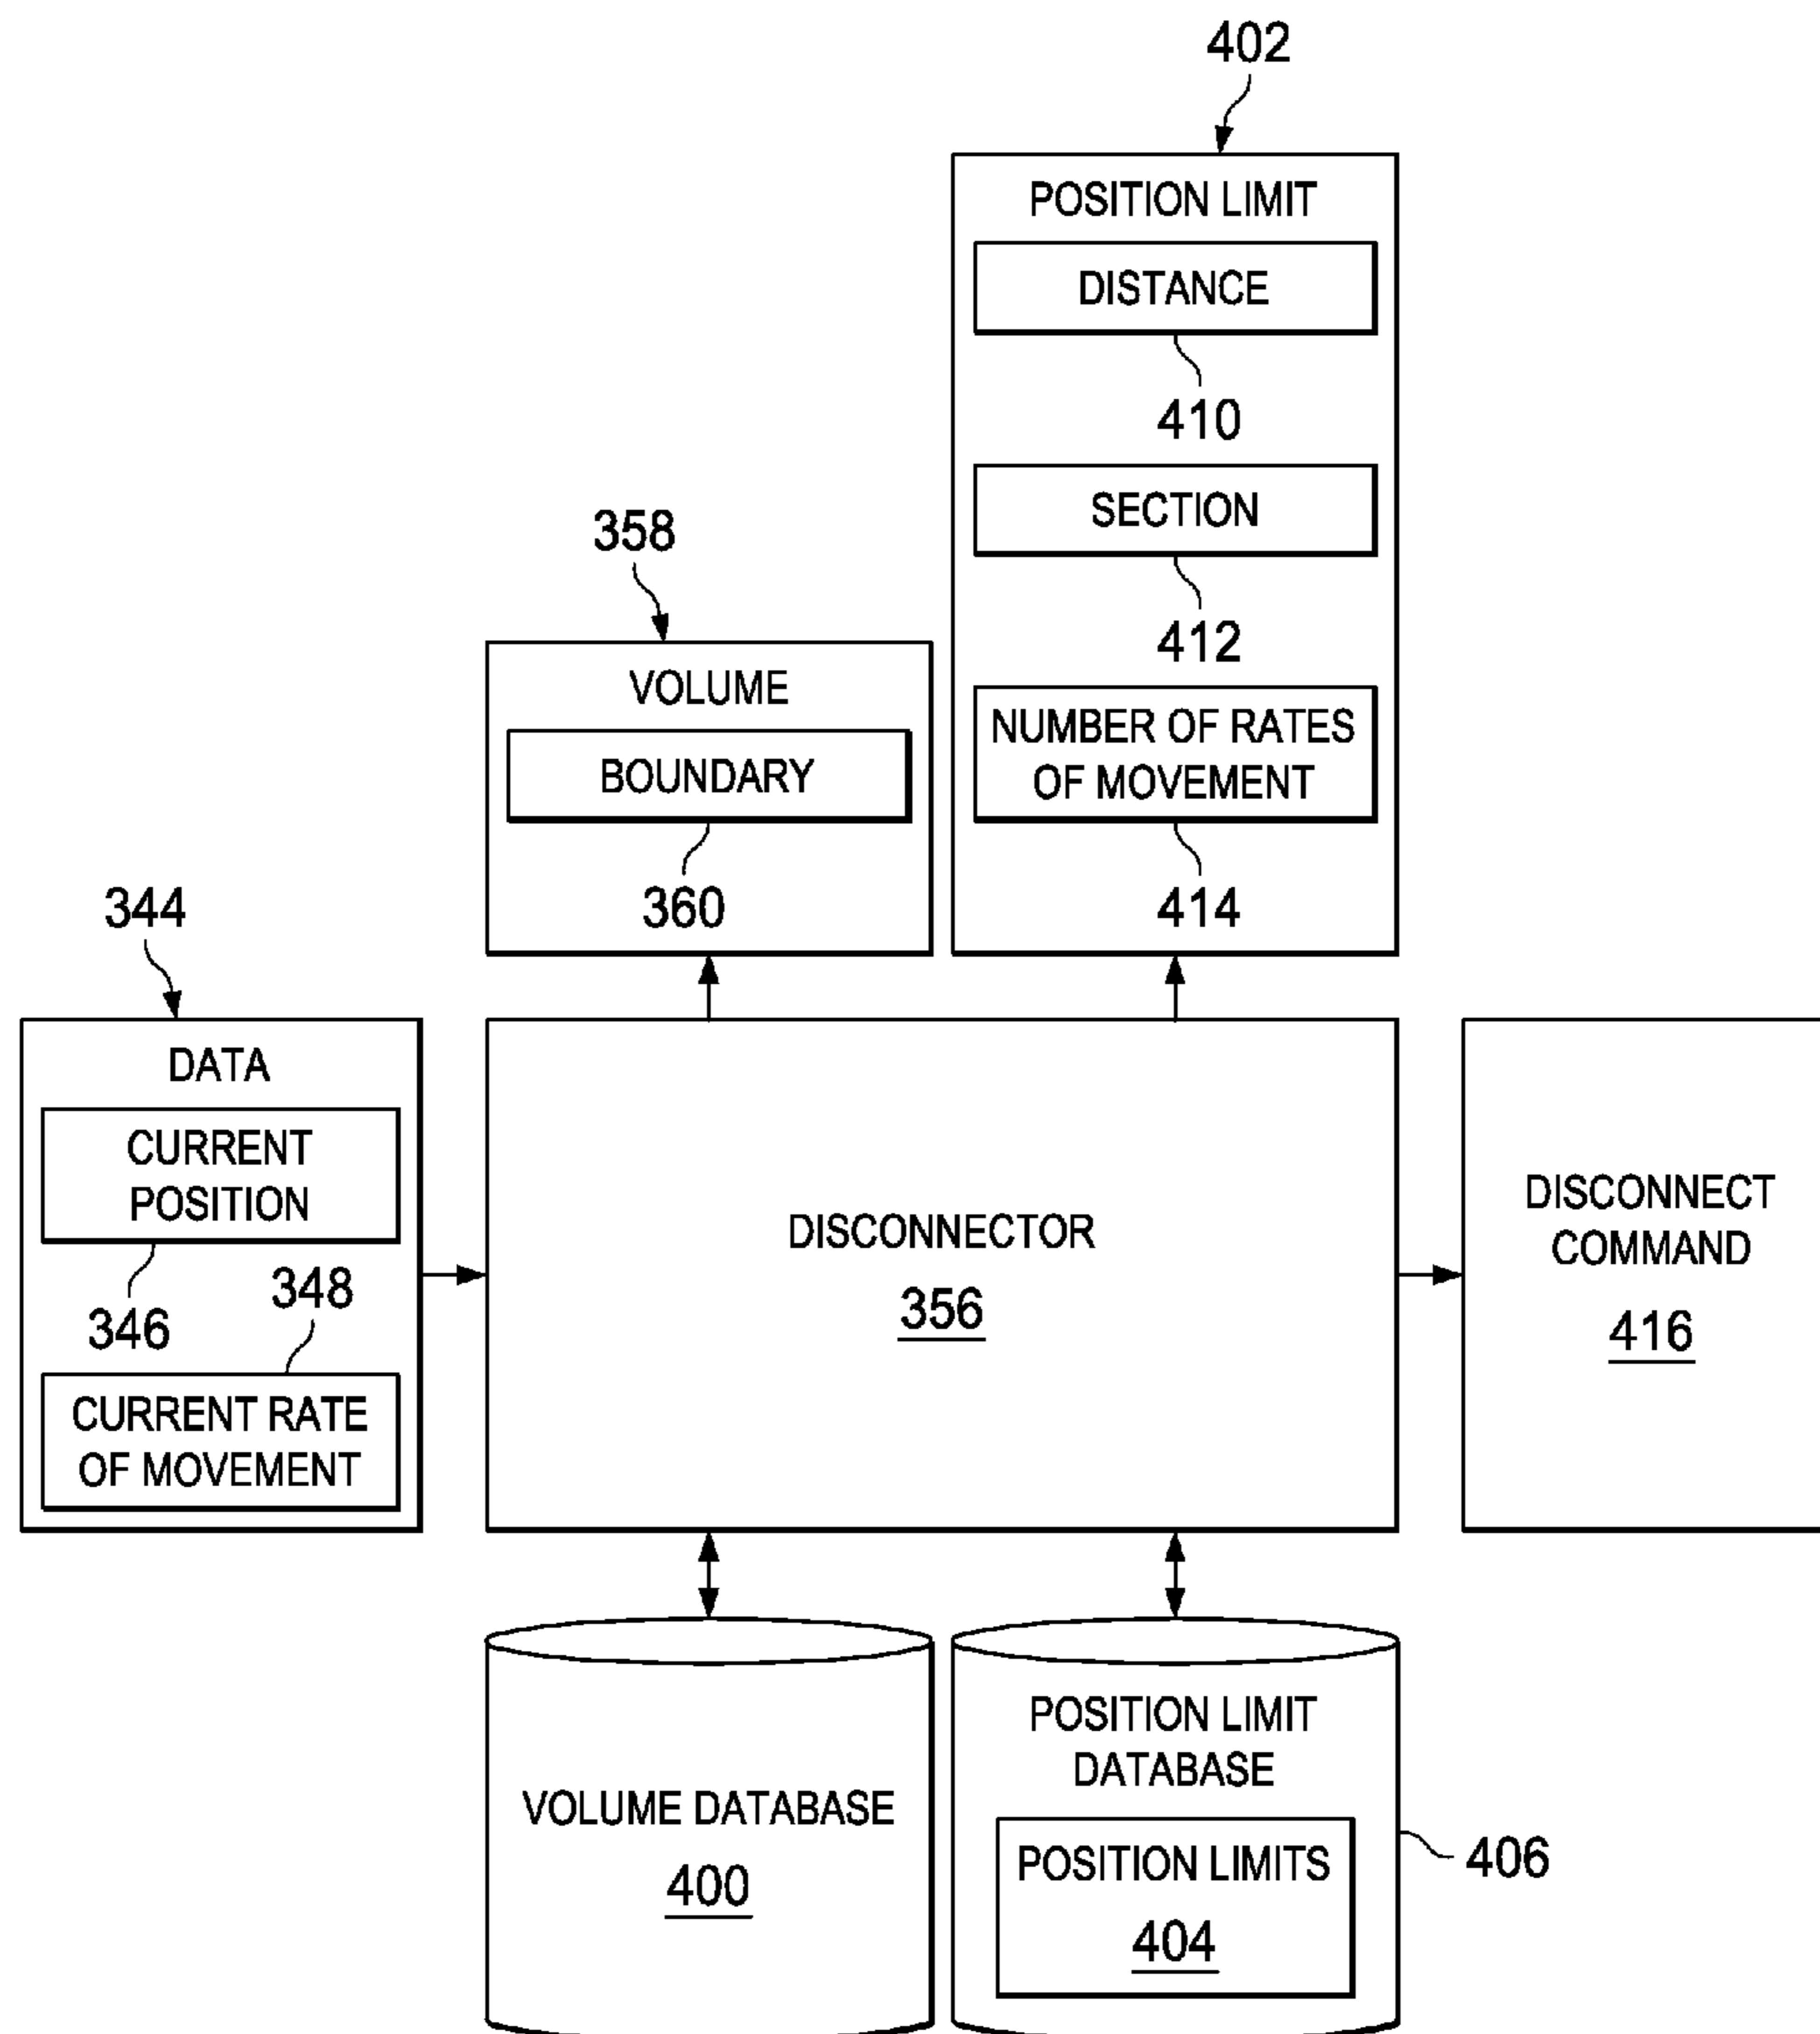 402
POSITION LIMIT
DISTANCE
410
SECTION
412
NUMBER OF RATES
OF MOVEMENT
414
358
VOLUME
BOUNDARY
360
344
DATA
CURRENT
POSITION
346
348
CURRENT RATE
OF MOVEMENT
DISCONNECTOR
356
DISCONNECT
COMMAND
416
VOLUME DATABASE
400
POSITION LIMIT
DATABASE
POSITION LIMITS
404
406